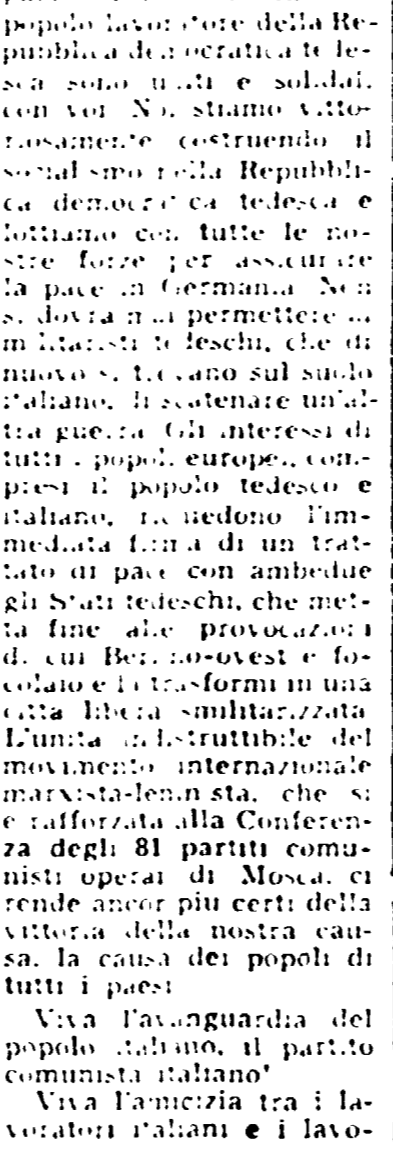 popolo lavoratore della Re-
pubblica democratica tede-
sca sono uniti e solidali
con voi Noi stiamo vitto-
riosamente costruendo il
socialismo nella Repubbli-
ca democratica tedesca e
lottiamo con tutte le no-
stre forze per assicurare
la pace in Germania Non
si dovrà mai permettere ai
militaristi tedeschi, che di
nuovo si trovano sul suolo
italiano, di scatenare un'al-
tra guerra Gli interessi di
tutti i popoli europei, com-
presi il popolo tedesco e
italiano, richiedono l'im-
mediata firma di un trat-
tato di pace con ambedue
gli Stati tedeschi, che met-
ta fine alle provocazioni
di cui Berlino-ovest è fo-
colaio e la trasformi in una
città libera smilitarizzata
L'unità indistruttibile del
movimento internazionale
marxista-leninista, che si
è rafforzata alla Conferen-
za degli 81 partiti comu-
nisti operai di Mosca, ci
rende ancor più certi della
vittoria della nostra cau-
sa, la causa dei popoli di
tutti i paesi
Viva l'avanguardia del
popolo italiano, il partito
comunista italiano!
Viva l'amicizia tra i la-
voratori italiani e i lavo-